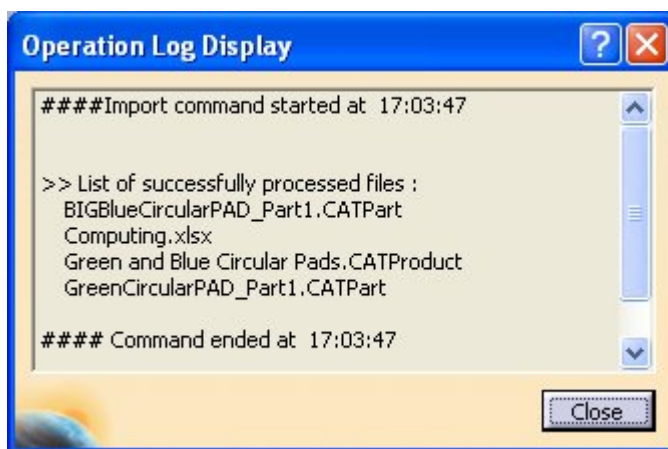 Operation Log Display
####Import command started at 17:03:47
>> List of successfully processed files :
BIGBlueCircularPAD_Part1.CATPart
Computing.xlsx
Green and Blue Circular Pads.CATProduct
GreenCircularPAD_Part1.CATPart
#### Command ended at 17:03:47
Close